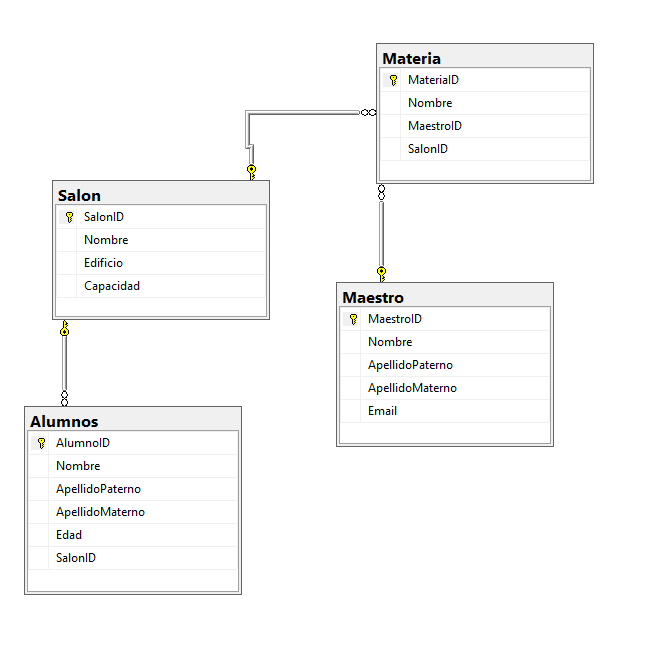 Materia
MateriaID
Nombre
MaestroID
SalonID
Salon
SalonID
Nombre
Edificio
Capacidad
Maestro
MaestroID
Nombre
ApellidoPaterno
ApellidoMaterno
Email
Alumnos
AlumnoID
Nombre
ApellidoPaterno
ApellidoMaterno
Edad
SalonID